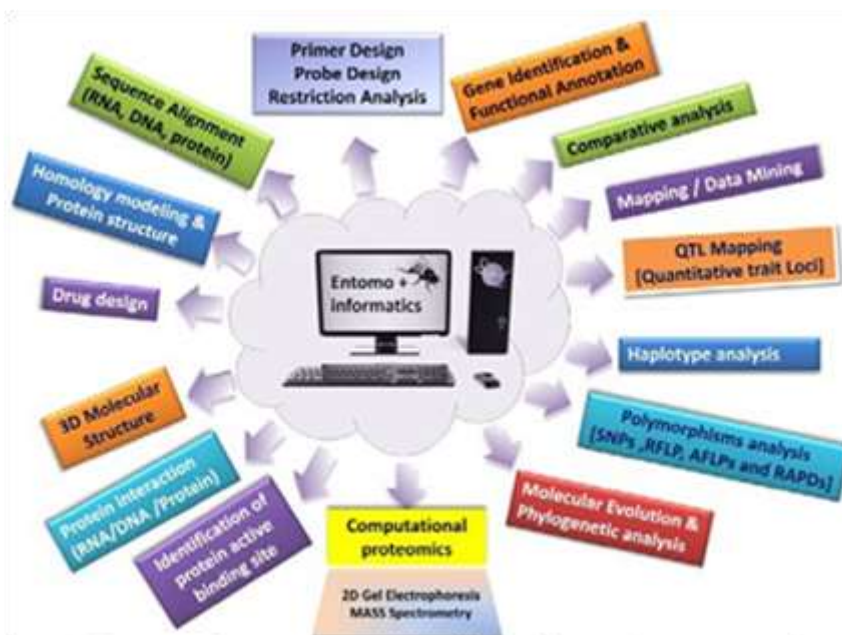 Primer Design
Probe Design
Restriction Analysis
Gene Identification &
Functional Annotation
Comparative analysis
Mapping / Data Mining
QTL Mapping
[Quantitative trait Loci]
Haplotype analysis
Polymorphisms analysis
[SNPs ,RFLP, AFLPs and RAPDs]
Molecular Evolution &
Phylogenetic analysis
Computational
proteomics
2D Gel Electrophoresis
MASS Spectrometry
Identification of
protein active
binding site
Protein interaction
(RNA/DNA /Protein)
3D Molecular
Structure
Drug design
Homology modeling &
Protein structure
Sequence Alignment
(RNA, DNA, protein)
Entomo +
informatics